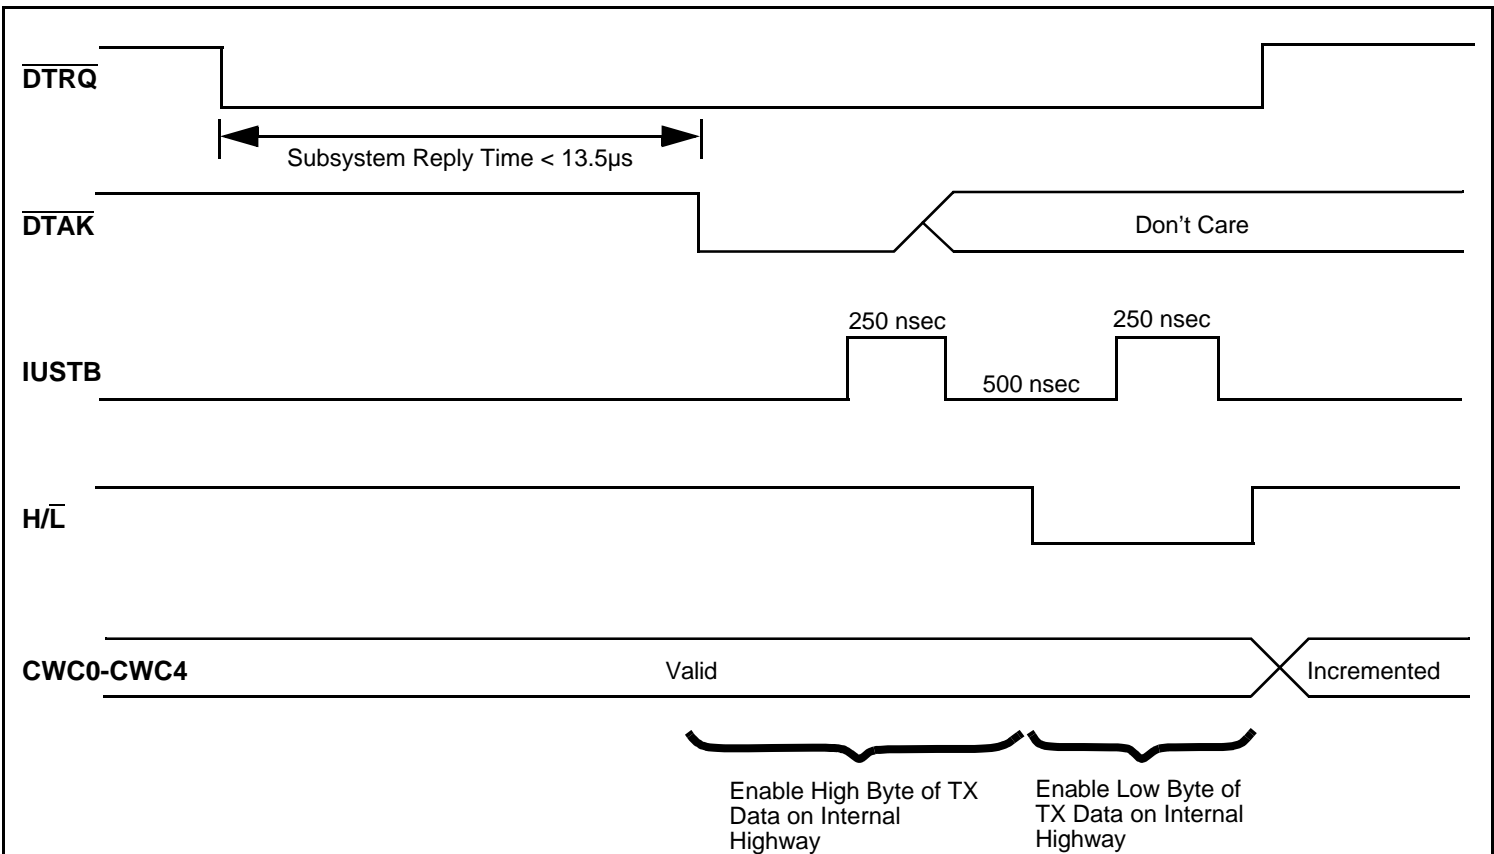 DTRQ
Subsystem Reply Time < 13.5µs
DTAK
Don't Care
250 nsec
250 nsec
IUSTB
500 nsec
H/L
CWC0-CWC4
Valid
Incremented
Enable High Byte of TX
Data on Internal
Highway
Enable Low Byte of
TX Data on Internal
Highway